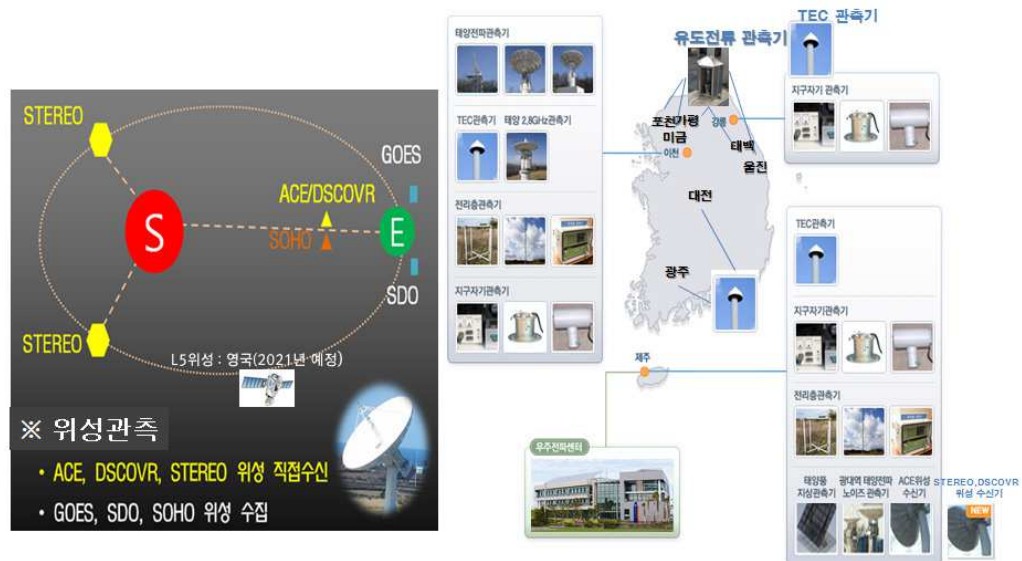 STEREO
GOES
ACE/DSCOVR
S
E
SOHO
SDO
STEREO
L5위성 : 영국(2021년 예정)
※ 위성관측
• ACE, DSCOVR, STEREO 위성 직접수신
• GOES, SDO, SOHO 위성 수집
태양전파관측기
TEC관측기
태양 2.8GHz관측기
전리층관측기
지구자기관측기
유도전류 관측기
TEC 관측기
지구자기 관측기
포천가평
강릉
미금
이천
태백
울진
대전
광주
제주
우주전파센터
TEC관측기
지구자기관측기
전리층관측기
태양풍
지상관측기
광대역 태양전파
노이즈 관측기
ACE위성
수신기
STEREO,DSCOVR
위성 수신기
NEW